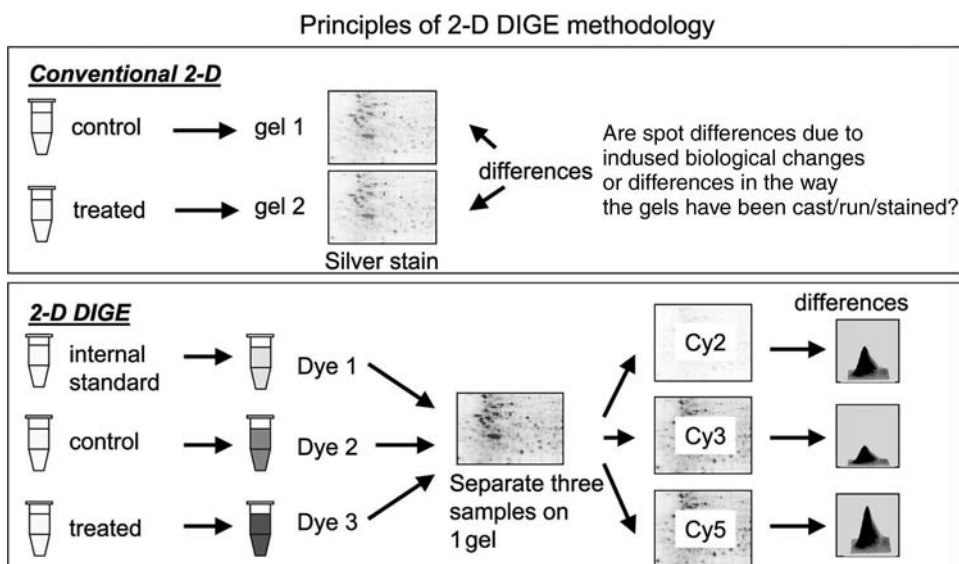 Principles of 2-D DIGE methodology
Conventional 2-D
control
gel 1
treated
gel 2
Silver stain
differences
Are spot differences due to
indused biological changes
or differences in the way
the gels have been cast/run/stained?
2-D DIGE
internal
standard
Dye 1
control
Dye 2
treated
Dye 3
Separate three
samples on
1 gel
Cy2
Cy3
Cy5
differences